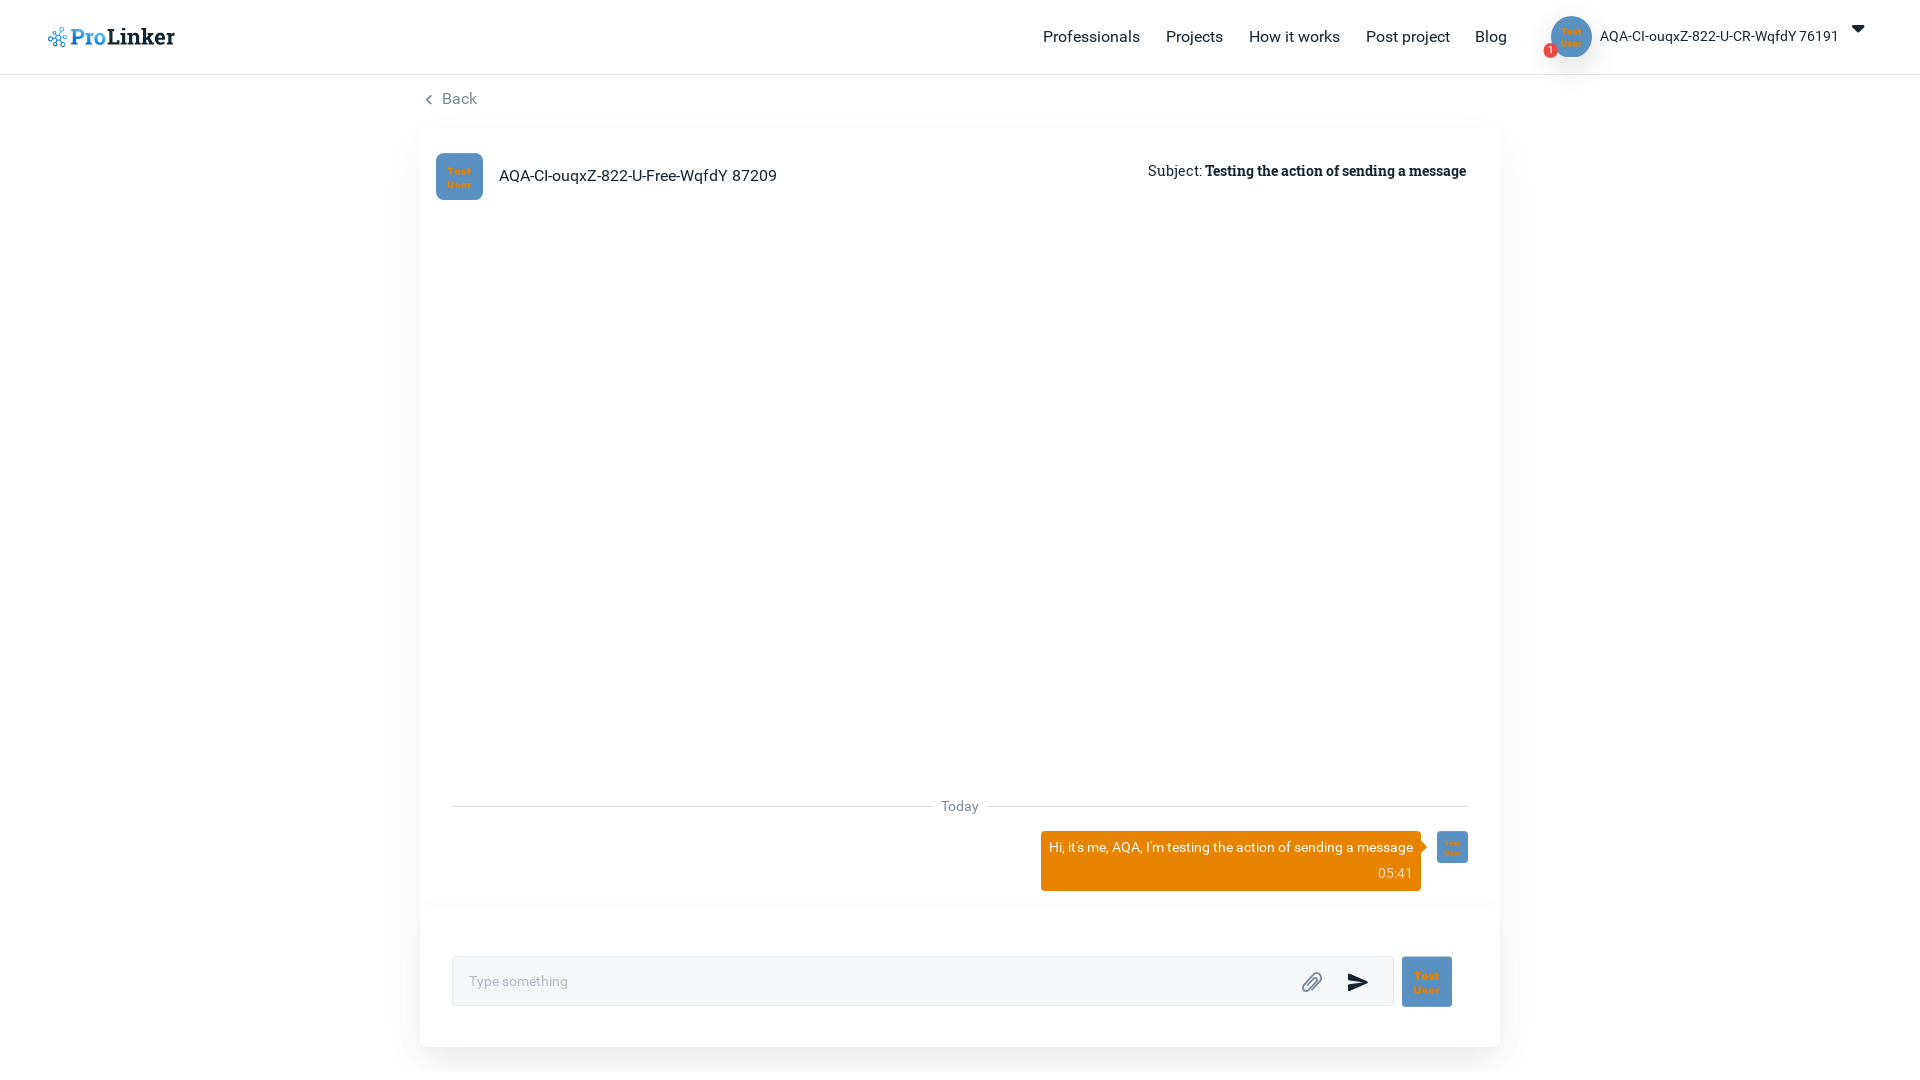 ProLinker
Professionals
Projects
How it works
Post project
Blog
Test
User
1
AQA-CI-ouqxZ-822-U-CR-WqfdY 76191
Back
Test
User
AQA-CI-ouqxZ-822-U-Free-WqfdY 87209
Subject: Testing the action of sending a message
Today
Hi, it's me, AQA, I'm testing the action of sending a message
05:41
Test
User
Type something
Test
User